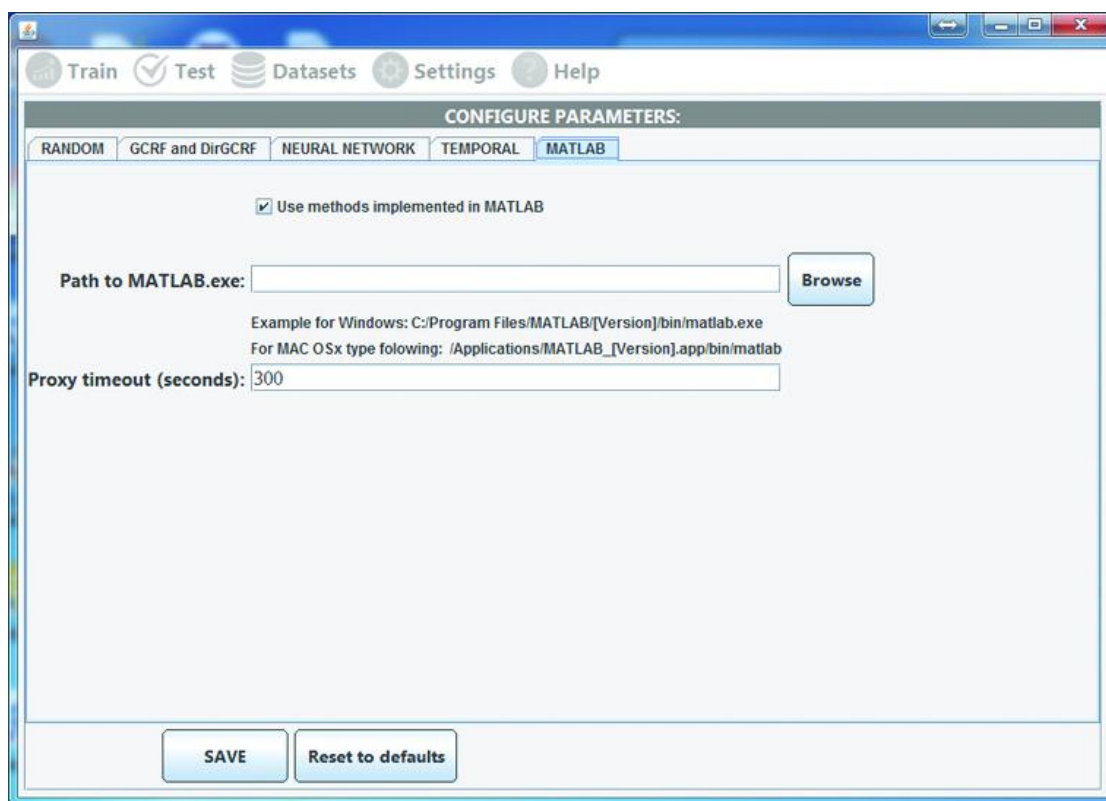 Train Test Datasets Settings Help
CONFIGURE PARAMETERS:
RANDOM GCRF and DirGCRF NEURAL NETWORK TEMPORAL MATLAB
Use methods implemented in MATLAB
Path to MATLAB.exe: Browse
Example for Windows: C:/Program Files/MATLAB/[Version]/bin/matlab.exe
For MAC OSx type folowing: /Applications/MATLAB_[Version].app/bin/matlab
Proxy timeout (seconds): 300
SAVE Reset to defaults